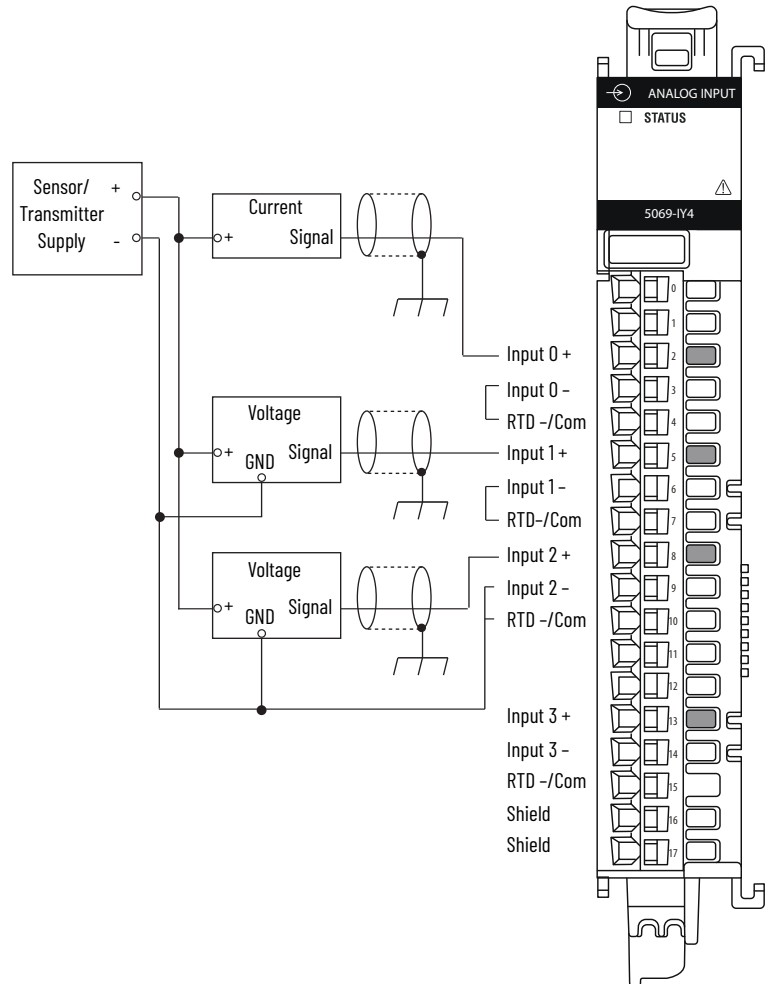 ANALOG INPUT
STATUS
5069-IY4
Sensor/ +
Transmitter
Supply -
Current
+ Signal
Voltage
+ GND Signal
Voltage
+ GND Signal
Input 0 +
Input 0 –
RTD –/Com
Input 1 +
Input 1 –
RTD–/Com
Input 2 +
Input 2 –
RTD –/Com
Input 3 +
Input 3 –
RTD –/Com
Shield
Shield
0
1
2
3
4
5
6
7
8
9
10
11
12
13
14
15
16
17